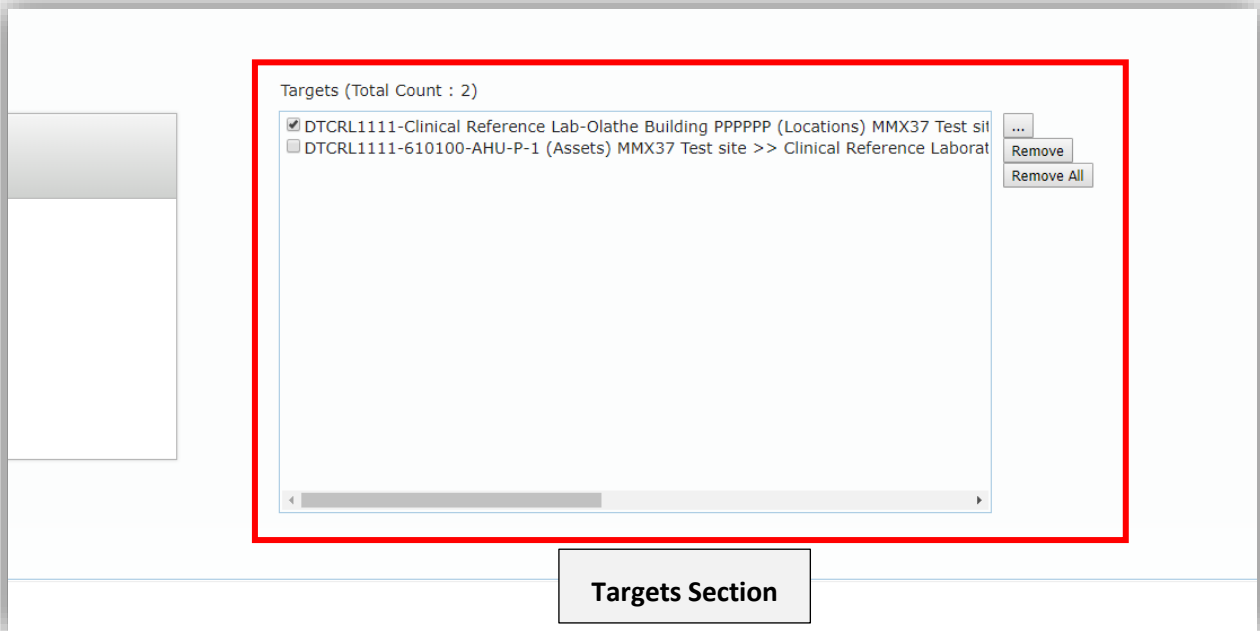 Targets (Total Count : 2)
DTCRL1111-Clinical Reference Lab-Olathe Building PPPPPP (Locations) MMX37 Test sit
...
DTCRL1111-610100-AHU-P-1 (Assets) MMX37 Test site >> Clinical Reference Laborat
Remove
Remove All
Targets Section